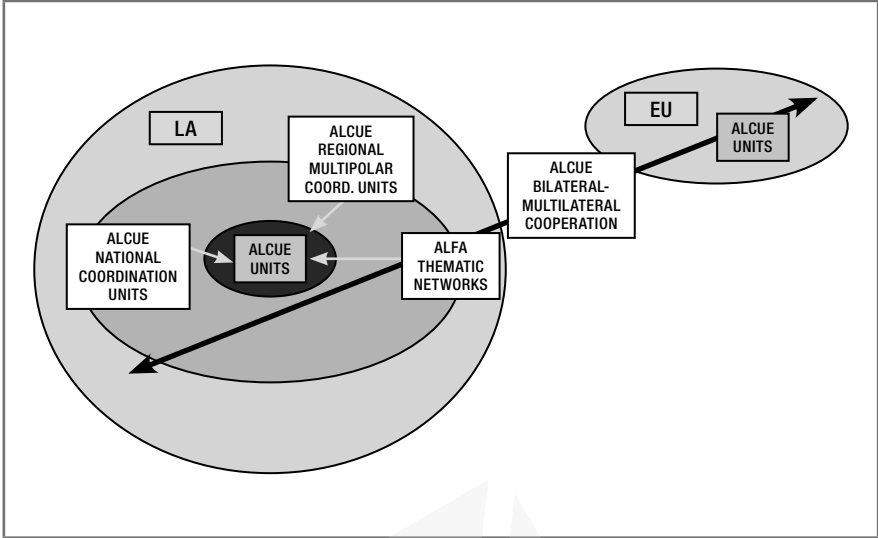 LA
ALCUE
REGIONAL
MULTIPOLAR
COORD. UNITS
EU
ALCUE
UNITS
ALCUE
BILATERAL-
MULTILATERAL
COOPERATION
ALCUE
NATIONAL
COORDINATION
UNITS
ALCUE
UNITS
ALFA
THEMATIC
NETWORKS